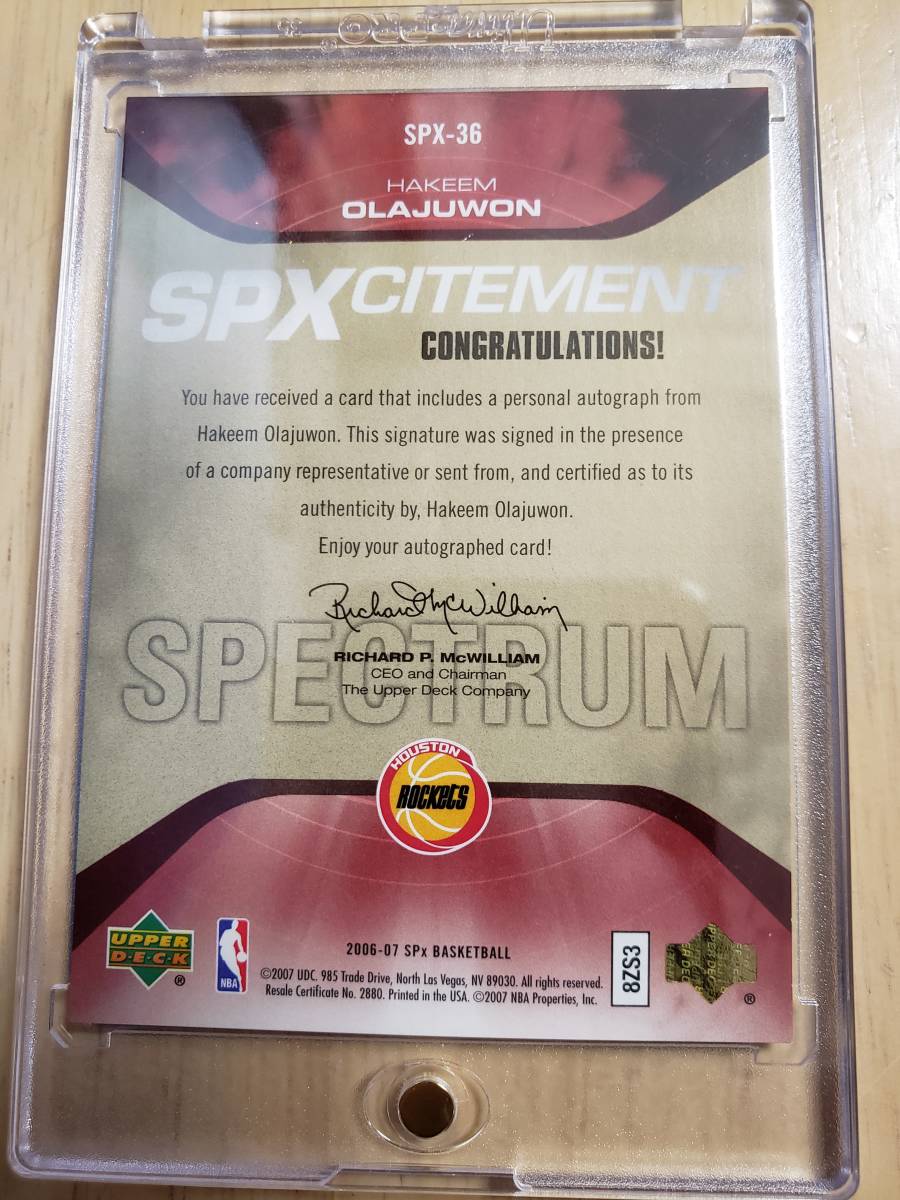 ULTRA PRO ®
SPX-36
HAKEEM
OLAJUWON
SPXCITEMENT
CONGRATULATIONS!
You have received a card that includes a personal autograph from
Hakeem Olajuwon. This signature was signed in the presence
of a company representative or sent from, and certified as to its
authenticity by, Hakeem Olajuwon.
Enjoy your autographed card!
Richard McWilliam
SPECTRUM
RICHARD P. McWILLIAM
CEO and Chairman
The Upper Deck Company
HOUSTON
ROCKETS
UPPER
D·E·C·K
®
NBA
2006-07 SPx BASKETBALL
©2007 UDC. 985 Trade Drive, North Las Vegas, NV 89030. All rights reserved.
Resale Certificate No. 2880. Printed in the USA. ©2007 NBA Properties, Inc.
8ZS3
®